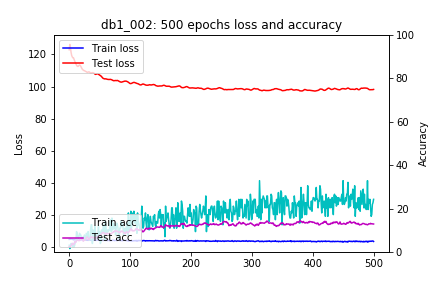 db1_002: 500 epochs loss and accuracy
Train loss
Test loss
Train acc
Test acc
Loss
Accuracy
120
100
80
60
40
20
0
100
80
60
40
20
0
0
100
200
300
400
500